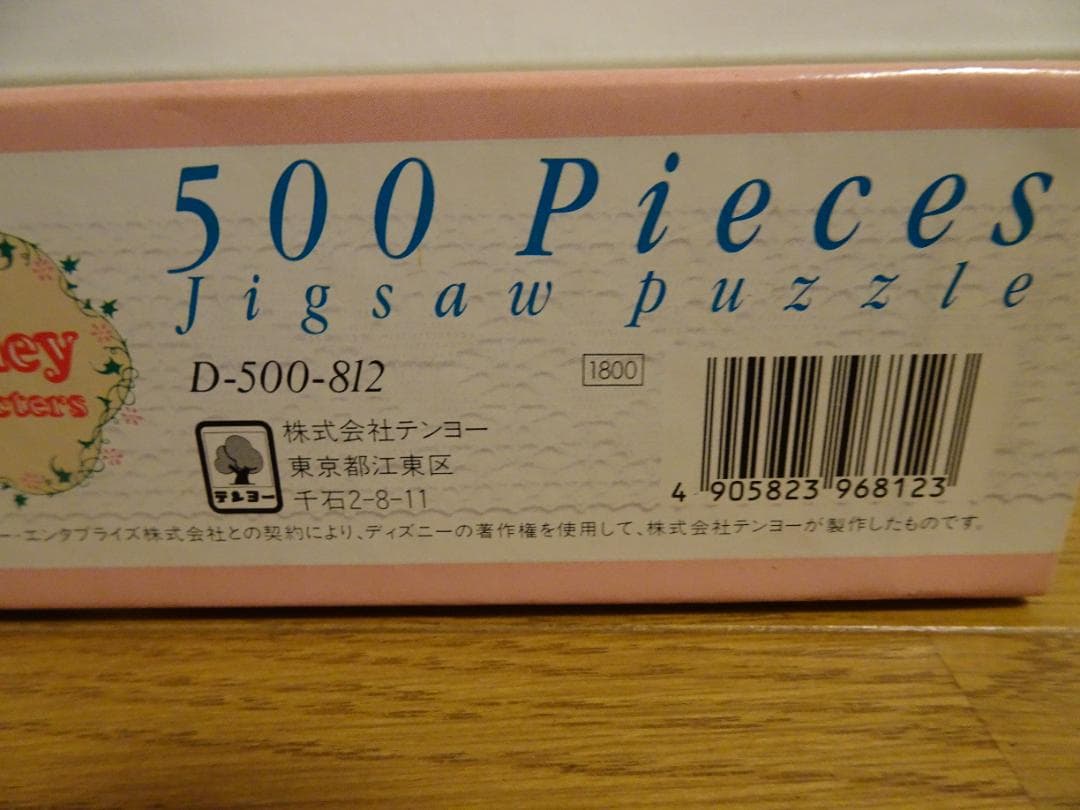 500 Pieces
Jigsaw puzzle
ney
cters
D-500-812
1800
株式会社テンヨー
東京都江東区
千石2-8-11
テンヨー
4 905823 968123
ー・エンタプライズ株式会社との契約により、ディズニーの著作権を使用して、株式会社テンヨーが製作したものです。